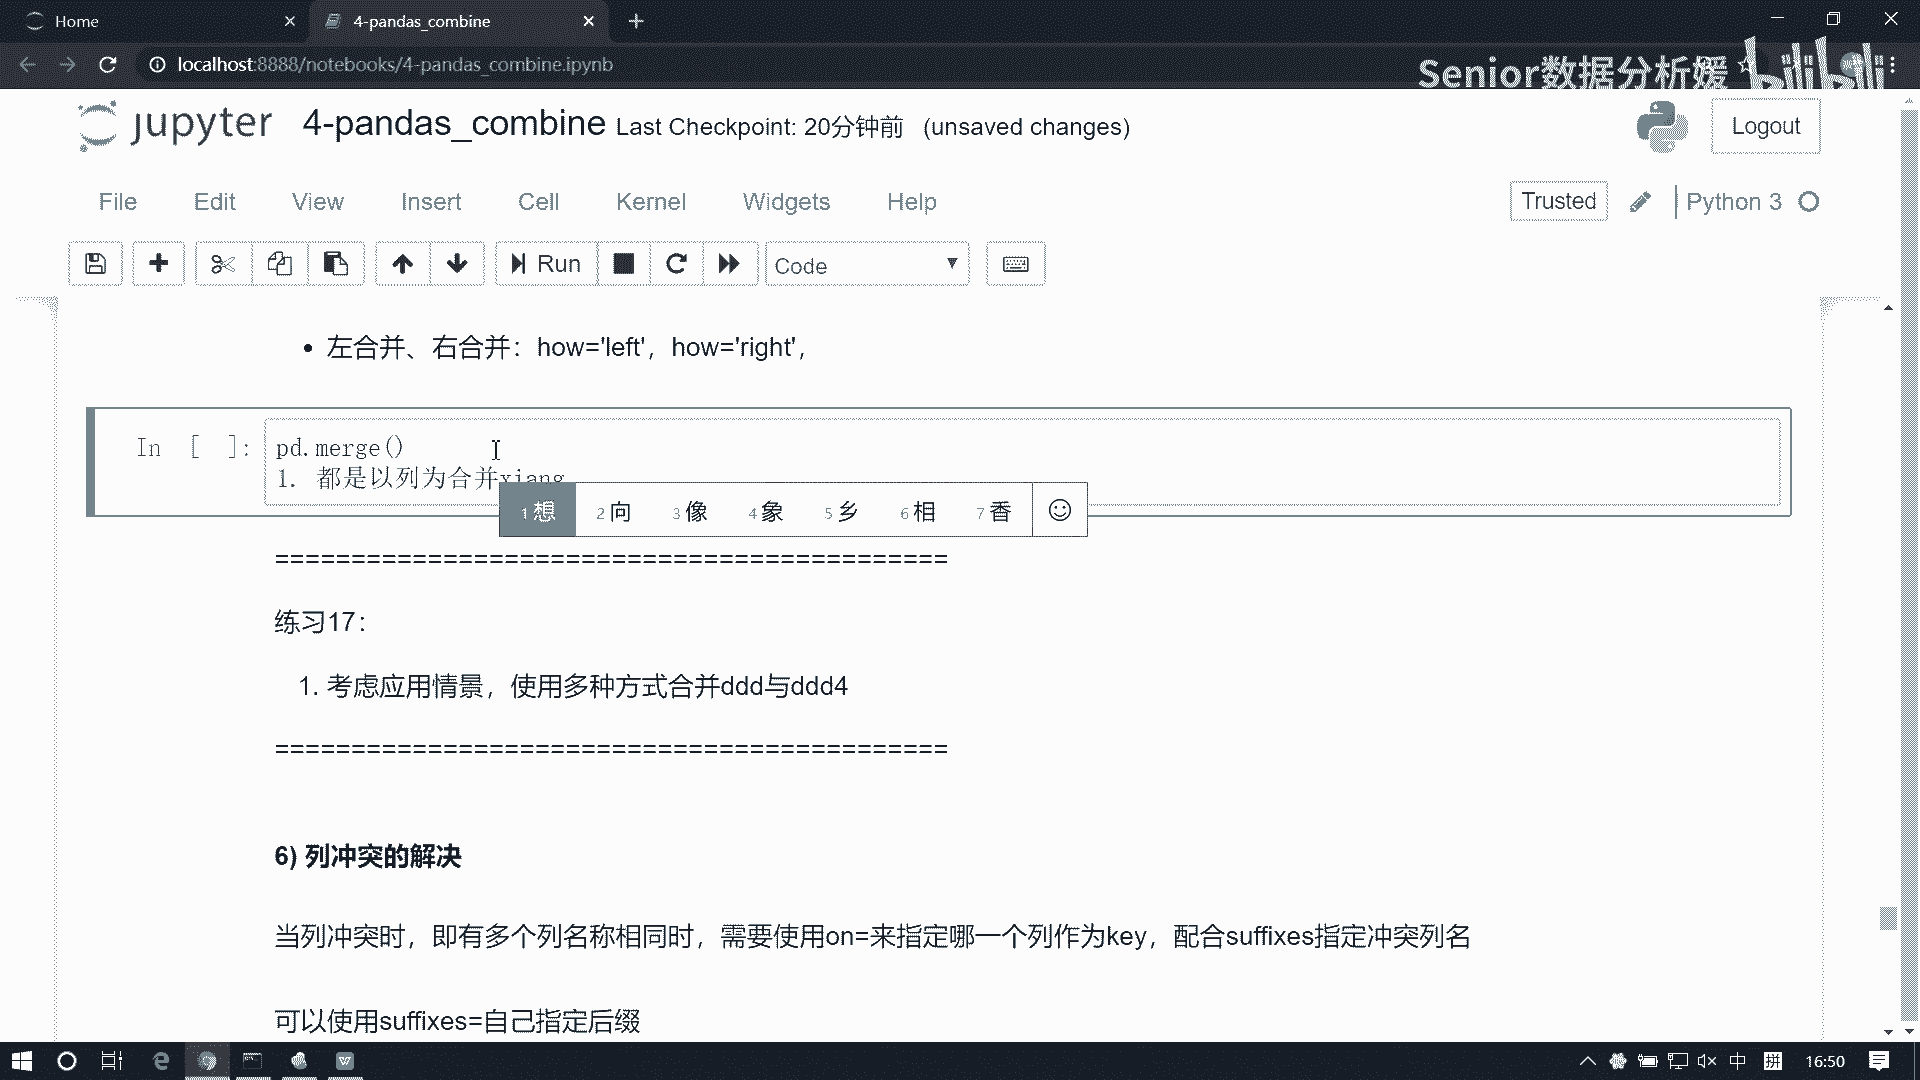 Home
4-pandas_combine
localhost:8888/notebooks/4-pandas_combine.ipynb
Senior数据分析媛 bilibili
jupyter 4-pandas_combine Last Checkpoint: 20分钟前 (unsaved changes)
Logout
File Edit View Insert Cell Kernel Widgets Help
Trusted Python 3
Run Code
左合并、右合并：how='left'，how='right'，
In [ ]: pd.merge()
1. 都是以列为合并xiang
1 想 2 向 3 像 4 象 5 乡 6 相 7 香
============================================
练习17：
1. 考虑应用情景，使用多种方式合并ddd与ddd4
============================================
6) 列冲突的解决
当列冲突时，即有多个列名称相同时，需要使用on=来指定哪一个列作为key，配合suffixes指定冲突列名
可以使用suffixes=自己指定后缀
中 拼 16:50